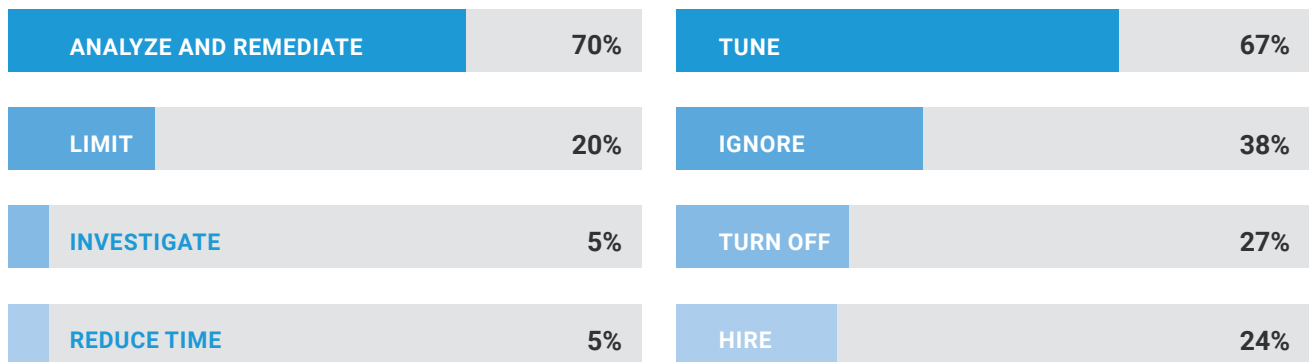 ANALYZE AND REMEDIATE 70%
LIMIT 20%
INVESTIGATE 5%
REDUCE TIME 5%
TUNE 67%
IGNORE 38%
TURN OFF 27%
HIRE 24%